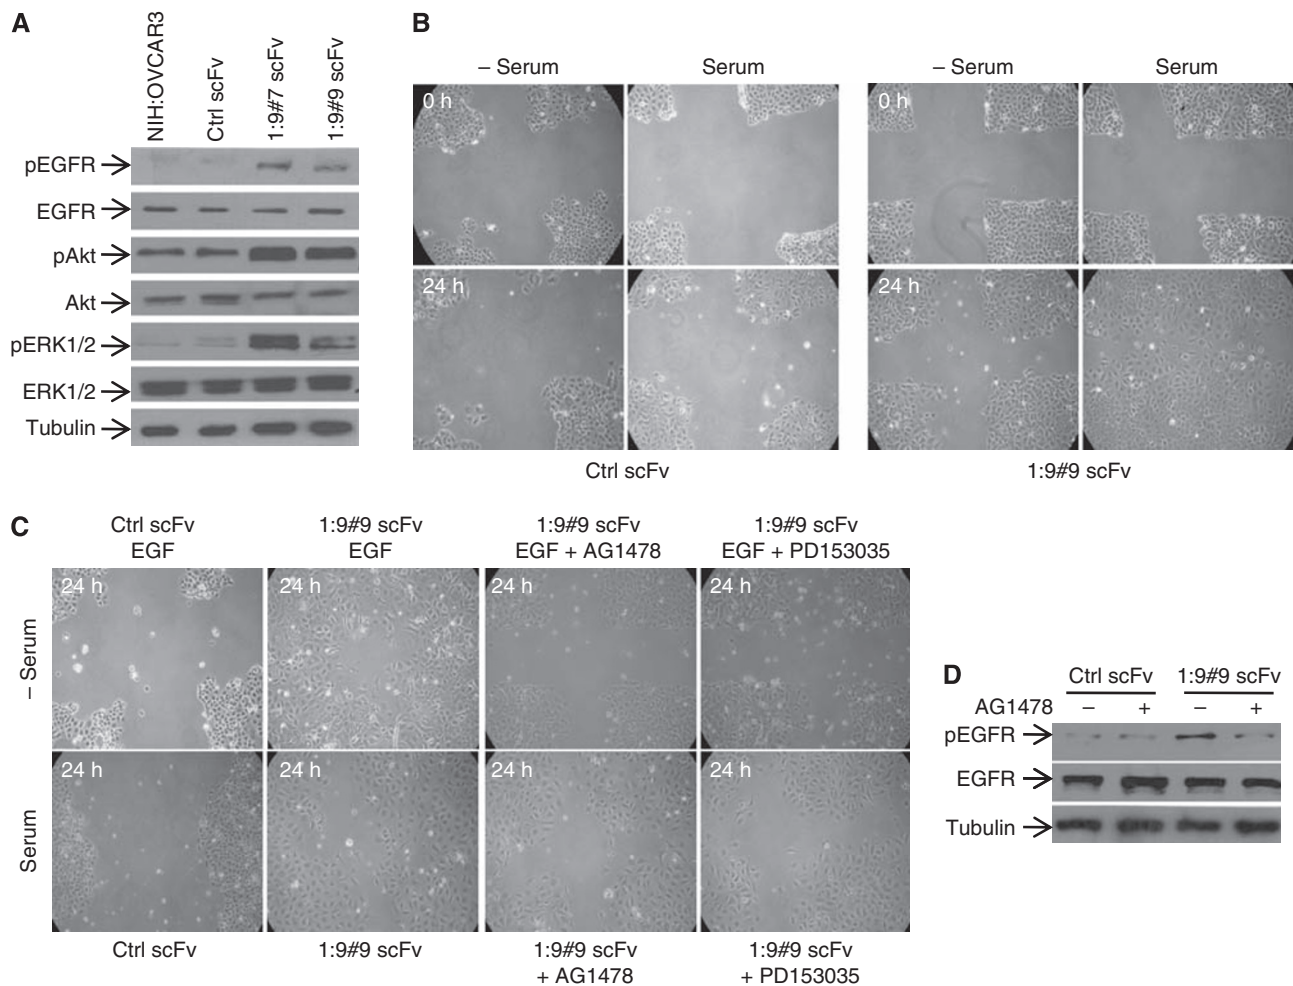 A
NIH:OVCAR3
Ctrl scFv
1:9#7 scFv
1:9#9 scFv
pEGFR
EGFR
pAkt
Akt
pERK1/2
ERK1/2
Tubulin
B
– Serum
Serum
– Serum
Serum
0 h
0 h
24 h
24 h
Ctrl scFv
1:9#9 scFv
C
Ctrl scFv
EGF
1:9#9 scFv
EGF
1:9#9 scFv
EGF + AG1478
1:9#9 scFv
EGF + PD153035
– Serum
24 h
24 h
24 h
24 h
Serum
24 h
24 h
24 h
24 h
Ctrl scFv
1:9#9 scFv
1:9#9 scFv
+ AG1478
1:9#9 scFv
+ PD153035
D
Ctrl scFv
1:9#9 scFv
AG1478 – + – +
pEGFR
EGFR
Tubulin